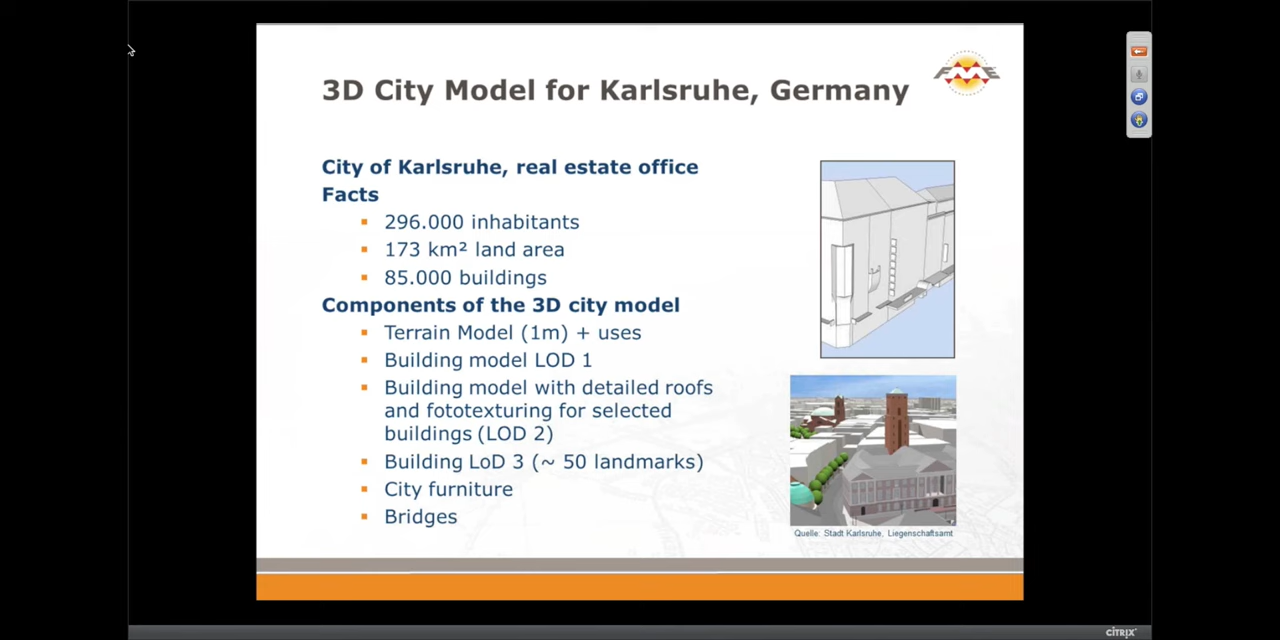 3D City Model for Karlsruhe, Germany
FME
City of Karlsruhe, real estate office
Facts
296.000 inhabitants
173 km² land area
85.000 buildings
Components of the 3D city model
Terrain Model (1m) + uses
Building model LOD 1
Building model with detailed roofs
and fototexturing for selected
buildings (LOD 2)
Building LoD 3 (~ 50 landmarks)
City furniture
Bridges
Quelle: Stadt Karlsruhe, Liegenschaftsamt
CITRIX